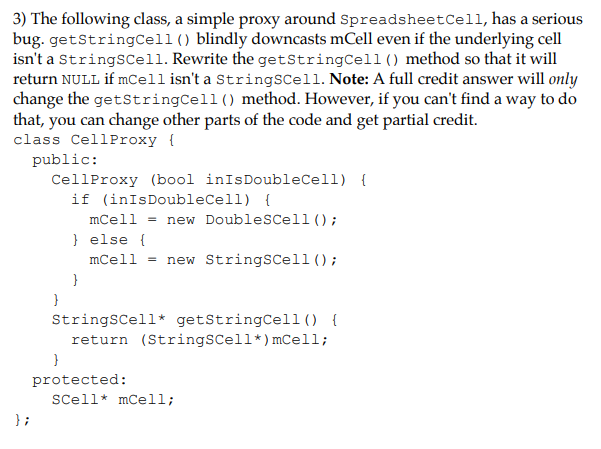 3) The following class, a simple proxy around SpreadsheetCell, has a serious
bug. getStringCell() blindly downcasts mCell even if the underlying cell
isn't a StringSCell. Rewrite the getStringCell() method so that it will
return NULL if mCell isn't a StringSCell. Note: A full credit answer will only
change the getStringCell() method. However, if you can't find a way to do
that, you can change other parts of the code and get partial credit.
class CellProxy {
public:
CellProxy (bool inIsDoubleCell) {
if (inIsDoubleCell) {
mCell = new DoubleSCell();
} else {
mCell = new StringSCell();
}
}
StringSCell* getStringCell() {
return (StringSCell*)mCell;
}
protected:
SCell* mCell;
};